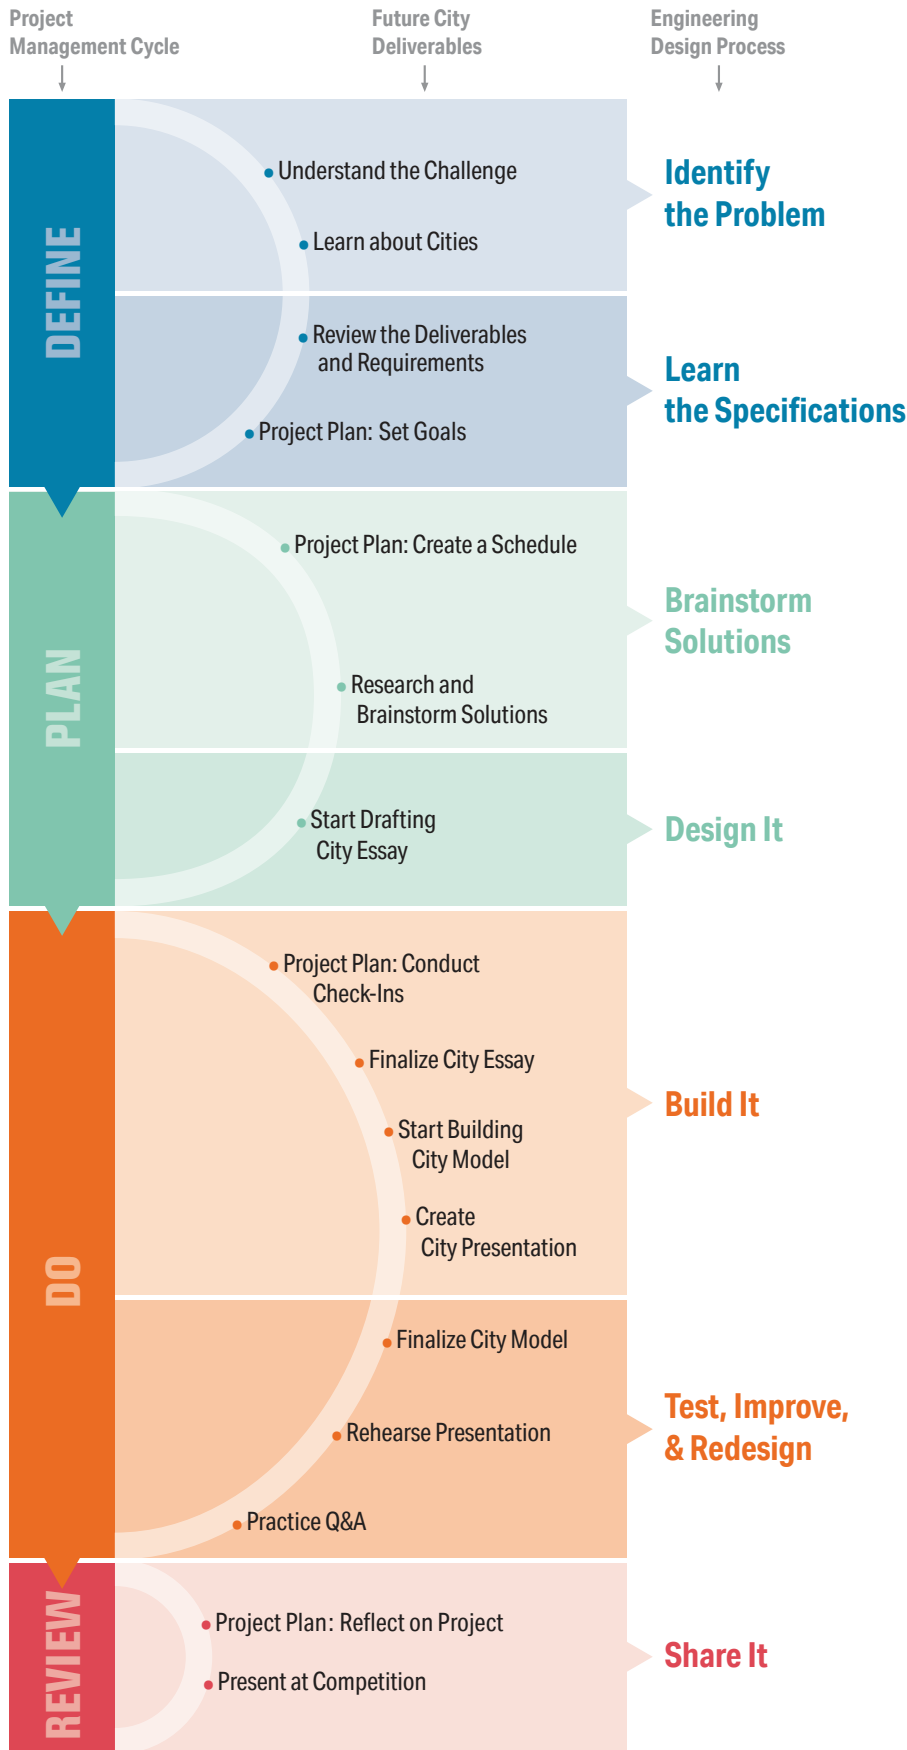 Project
Management Cycle
Future City
Deliverables
Engineering
Design Process
DEFINE
Understand the Challenge
Learn about Cities
Identify
the Problem
Review the Deliverables
and Requirements
Project Plan: Set Goals
Learn
the Specifications
PLAN
Project Plan: Create a Schedule
Research and
Brainstorm Solutions
Brainstorm
Solutions
Start Drafting
City Essay
Design It
DO
Project Plan: Conduct
Check-Ins
Finalize City Essay
Start Building
City Model
Create
City Presentation
Build It
Finalize City Model
Rehearse Presentation
Practice Q&A
Test, Improve,
& Redesign
REVIEW
Project Plan: Reflect on Project
Present at Competition
Share It